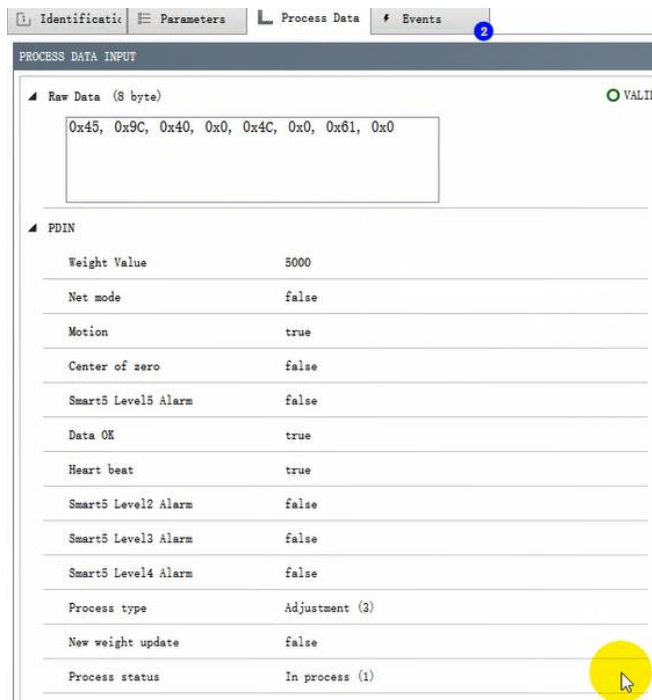 Identificatic Parameters Process Data Events
2
PROCESS DATA INPUT
Raw Data (8 byte) VALI
0x45, 0x9C, 0x40, 0x0, 0x4C, 0x0, 0x61, 0x0
PDIN
Weight Value 5000
Net mode false
Motion true
Center of zero false
Smart5 Level5 Alarm false
Data OK true
Heart beat true
Smart5 Level2 Alarm false
Smart5 Level3 Alarm false
Smart5 Level4 Alarm false
Process type Adjustment (3)
New weight update false
Process status In process (1)